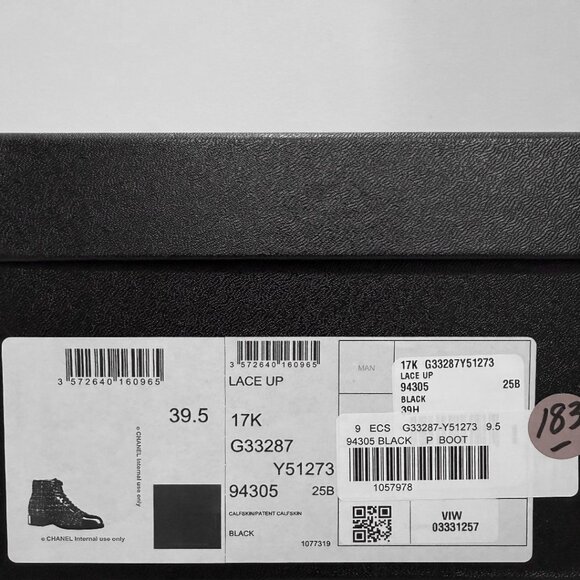 3 572640 160965
39.5
© CHANEL Internal use only
© CHANEL Internal use only
3 572640 160965
LACE UP
17K
G33287
Y51273
94305 25B
CALFSKIN/PATENT CALFSKIN
BLACK
1077319
MAN
17K G33287Y51273
LACE UP
94305 25B
BLACK
39H
9 ECS G33287-Y51273 9.5
94305 BLACK P BOOT
1057978
VIW
03331257
183